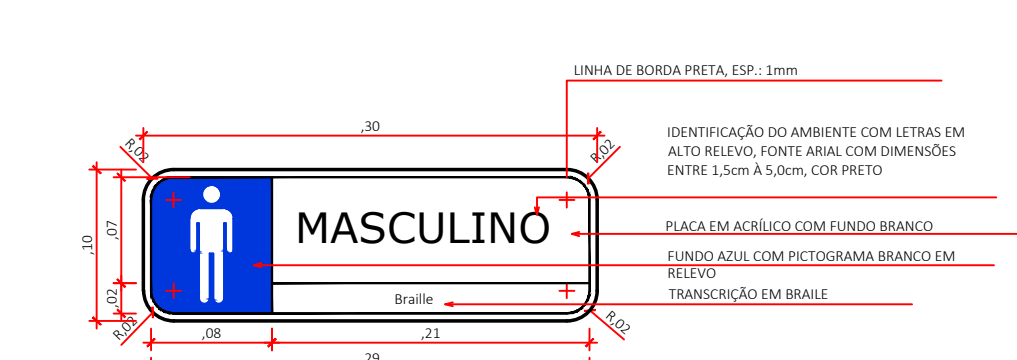 LINHA DE BORDA PRETA, ESP.: 1mm
,30
R,02
R,02
IDENTIFICAÇÃO DO AMBIENTE COM LETRAS EM
ALTO RELEVO, FONTE ARIAL COM DIMENSÕES
ENTRE 1,5cm À 5,0cm, COR PRETO
MASCULINO
PLACA EM ACRÍLICO COM FUNDO BRANCO
,10
,07
FUNDO AZUL COM PICTOGRAMA BRANCO EM
RELEVO
,02
Braille
TRANSCRIÇÃO EM BRAILE
R,02
R,02
,08
,21
,29